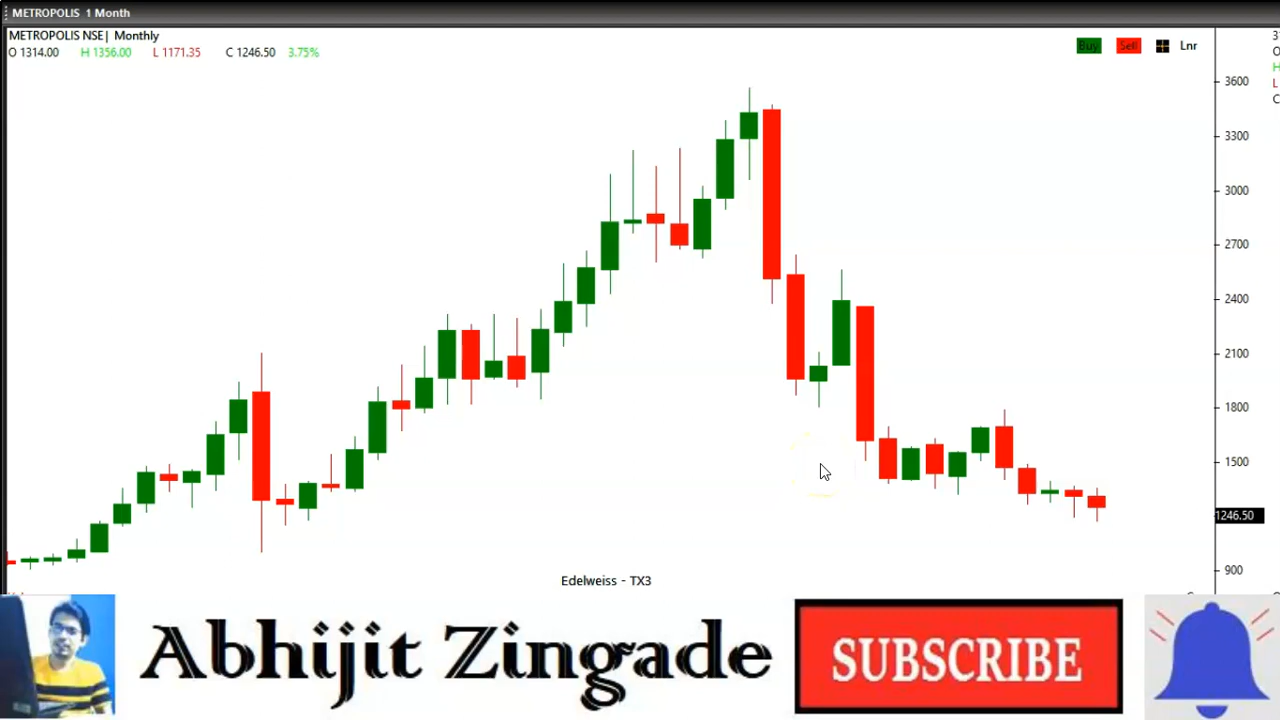 METROPOLIS 1 Month
METROPOLIS NSE| Monthly
O 1314.00 H 1356.00 L 1171.35 C 1246.50 3.75%
Buy Sell Lnr
3600
3300
3000
2700
2400
2100
1800
1500
1246.50
900
Edelweiss - TX3
Abhijit Zingade
SUBSCRIBE